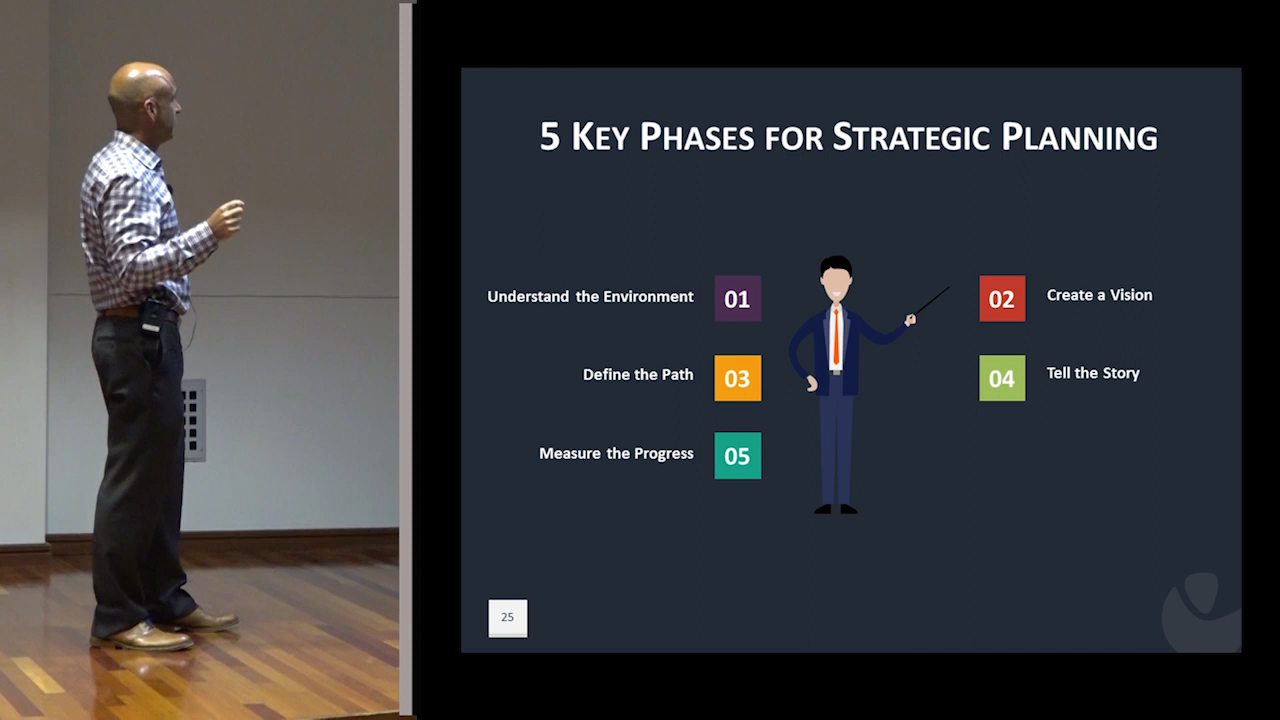 5 Key Phases for Strategic Planning
Understand the Environment
01
02
Create a Vision
Define the Path
03
04
Tell the Story
Measure the Progress
05
25